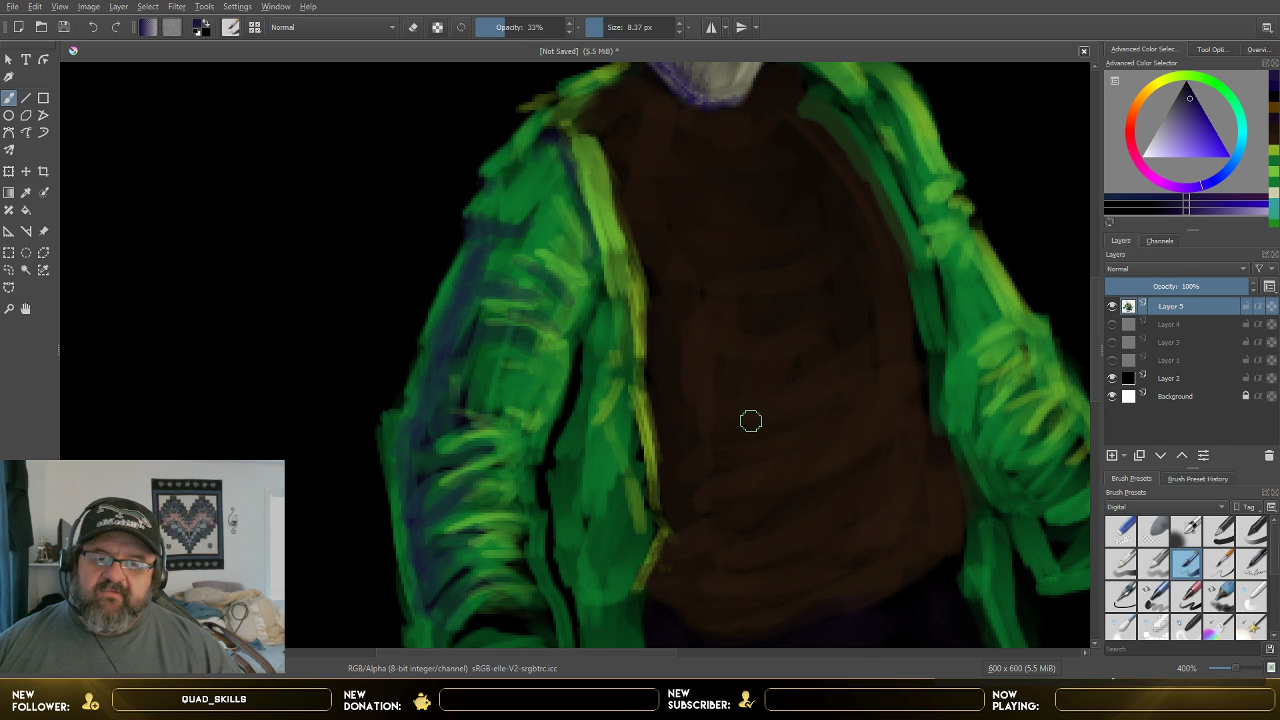 File Edit View Image Layer Select Filter Tools Settings Window Help
Normal
Opacity: 33%
Size: 8.37 px
[Not Saved] (5.5 MiB) *
Advanced Color Selec... Tool Opti... Overvi...
Advanced Color Selector
Layers Channels
Layers
Normal
Opacity: 100%
Layer 5
Layer 4
Layer 3
Layer 1
Layer 2
Background
Brush Presets Brush Preset History
Brush Presets
Digital
Tag
Search
RGB/Alpha (8-bit integer/channel) sRGB-elle-V2-srgbtrc.icc
600 x 600 (5.5 MiB)
400%
NEW FOLLOWER: QUAD_SKILLS
NEW DONATION:
NEW SUBSCRIBER:
NOW PLAYING: